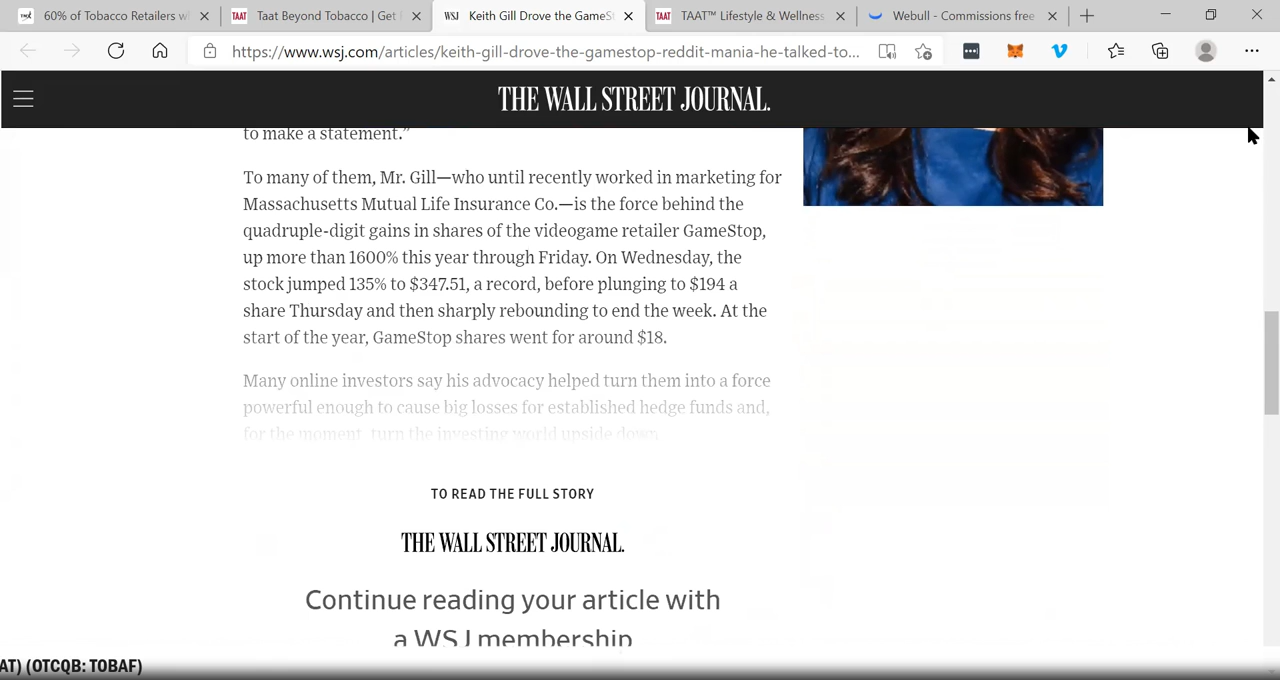 60% of Tobacco Retailers w
Taat Beyond Tobacco | Get
WSJ Keith Gill Drove the GameS
TAAT™ Lifestyle & Wellness
Webull - Commissions free
https://www.wsj.com/articles/keith-gill-drove-the-gamestop-reddit-mania-he-talked-to...
THE WALL STREET JOURNAL.
to make a statement.”
To many of them, Mr. Gill—who until recently worked in marketing for
Massachusetts Mutual Life Insurance Co.—is the force behind the
quadruple-digit gains in shares of the videogame retailer GameStop,
up more than 1600% this year through Friday. On Wednesday, the
stock jumped 135% to $347.51, a record, before plunging to $194 a
share Thursday and then sharply rebounding to end the week. At the
start of the year, GameStop shares went for around $18.
Many online investors say his advocacy helped turn them into a force
powerful enough to cause big losses for established hedge funds and,
for the moment, turn the investing world upside down.
TO READ THE FULL STORY
THE WALL STREET JOURNAL.
Continue reading your article with
a WSJ membership
AT) (OTCQB: TOBAF)